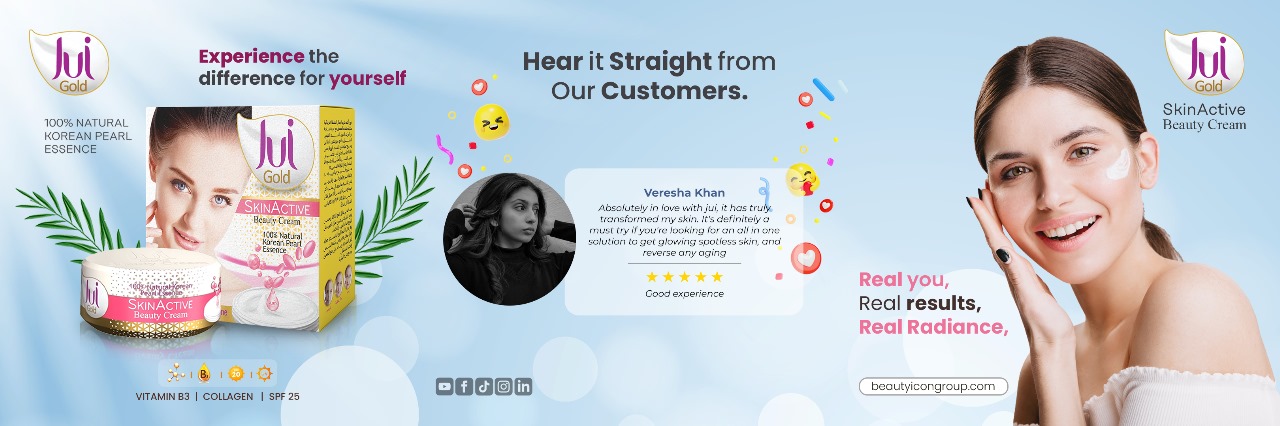 Jui
Gold
100% NATURAL
KOREAN PEARL
ESSENCE
Experience the
difference for yourself
Jui
Gold
SKINACTIVE
Beauty Cream
100% Natural
Korean Pearl
Essence
100% Natural Korean
Pearl Essence
Jui
SKINACTIVE
Beauty Cream
B3
20
VITAMIN B3 | COLLAGEN | SPF 25
Hear it Straight from
Our Customers.
Veresha Khan
Absolutely in love with jui, it has truly
transformed my skin. It's definitely a
must try if you're looking for an all in one
solution to get glowing spotless skin, and
reverse any aging
Good experience
Real you,
Real results,
Real Radiance,
beautyicongroup.com
Jui
Gold
SkinActive
Beauty Cream